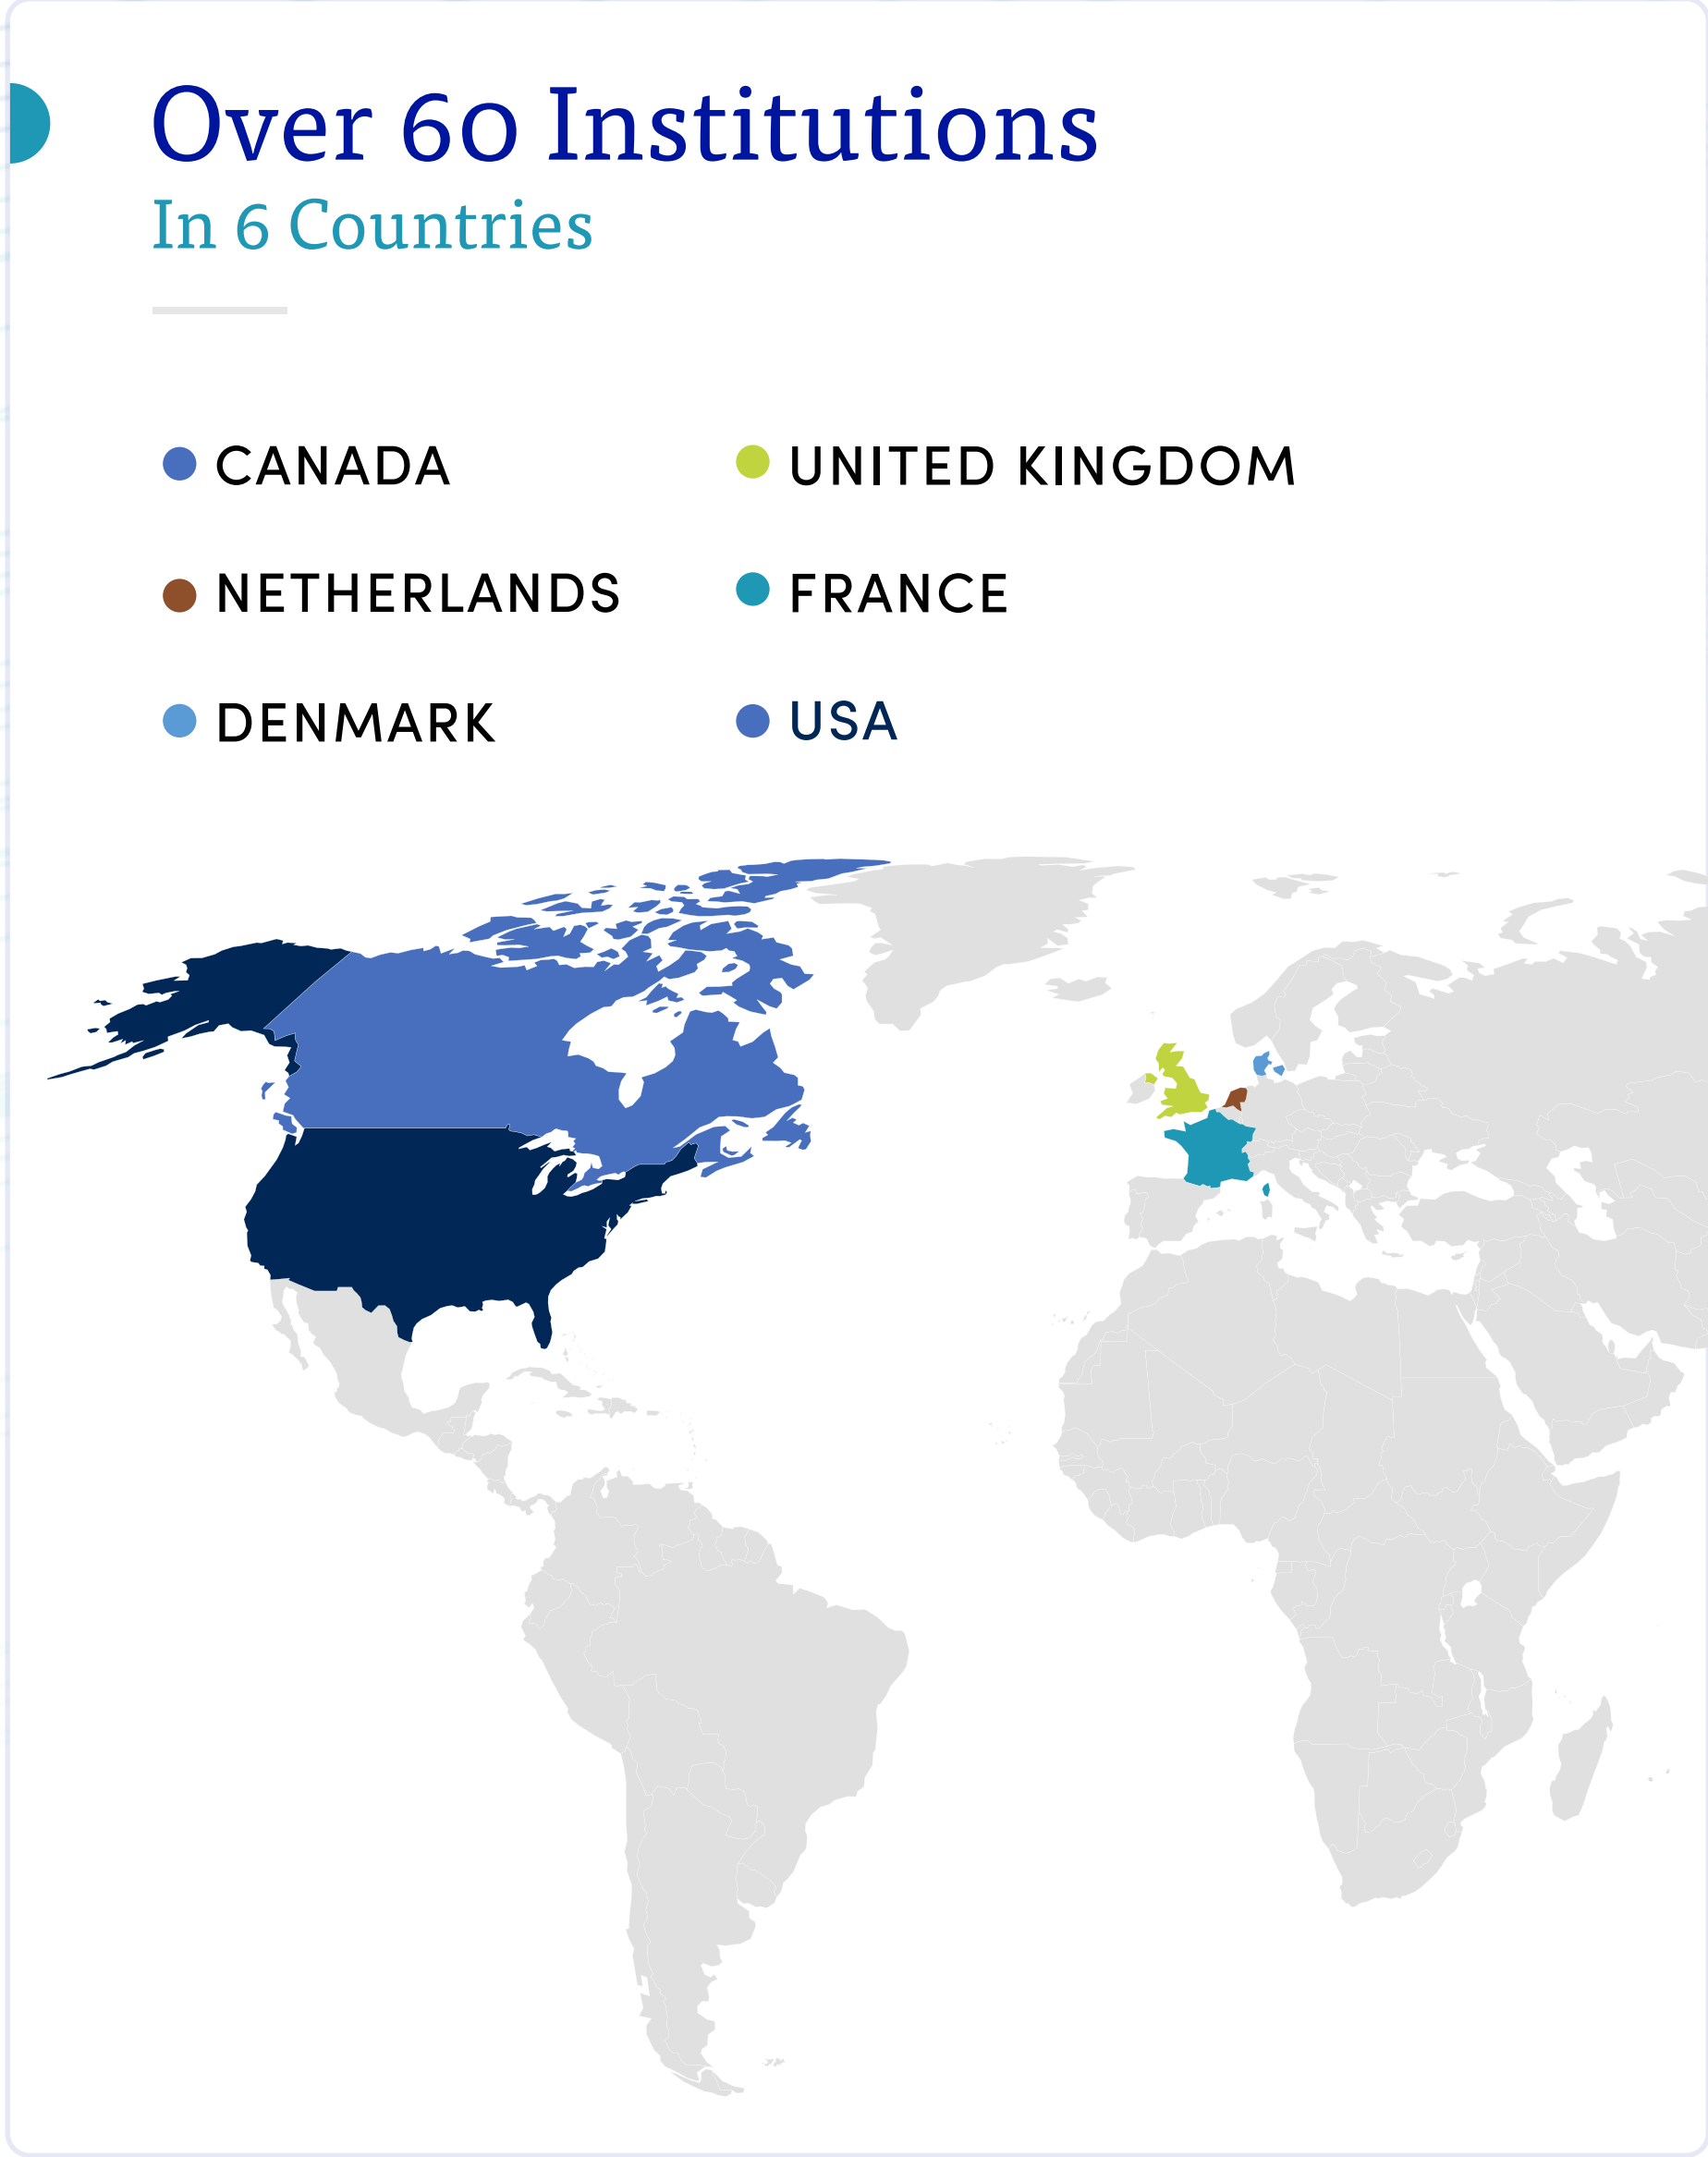 Over 60 Institutions
In 6 Countries
CANADA
UNITED KINGDOM
NETHERLANDS
FRANCE
DENMARK
USA